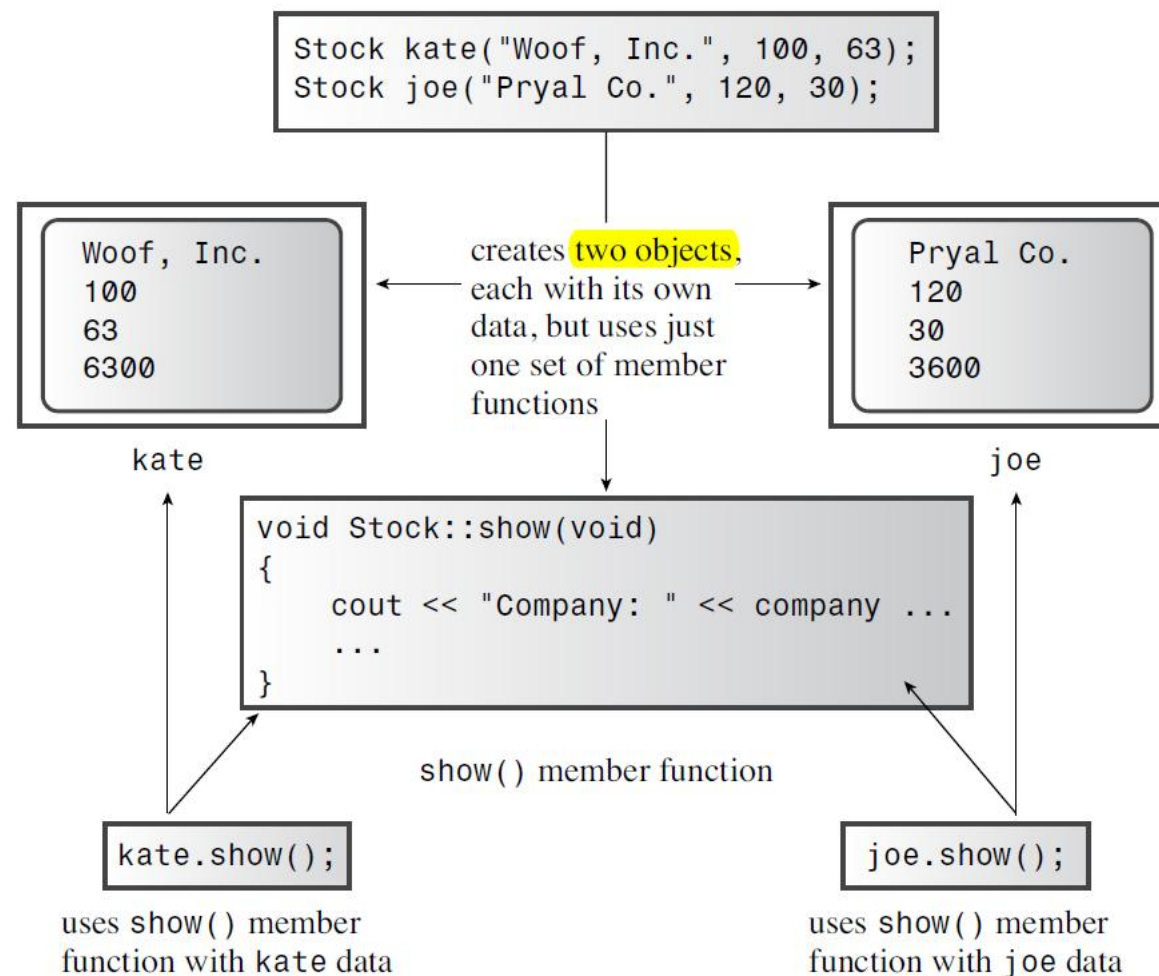 Stock kate("Woof, Inc.", 100, 63);
Stock joe("Pryal Co.", 120, 30);
Woof, Inc.
100
63
6300
kate
creates two objects,
each with its own
data, but uses just
one set of member
functions
Pryal Co.
120
30
3600
joe
void Stock::show(void)
{
cout << "Company: " << company ...
...
}
show() member function
kate.show();
uses show() member
function with kate data
joe.show();
uses show() member
function with joe data